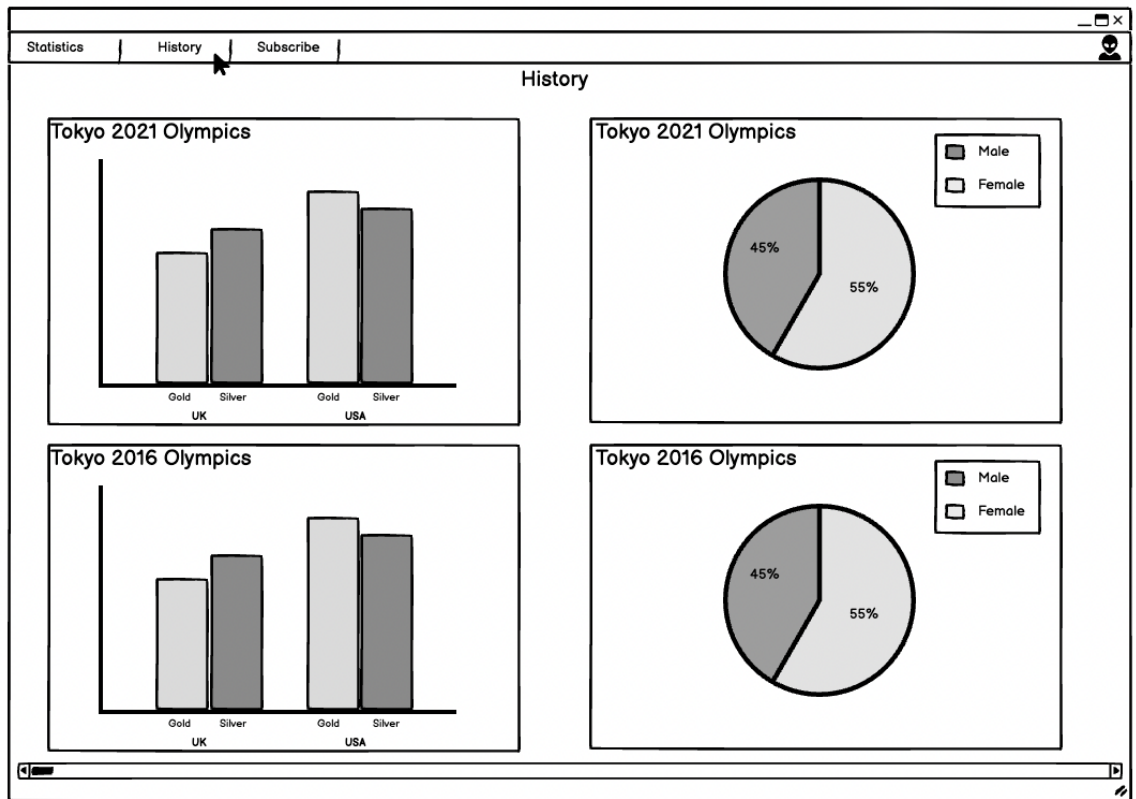 Statistics
History
Subscribe
History
Tokyo 2021 Olympics
Gold Silver Gold Silver
UK USA
Tokyo 2021 Olympics
Male
Female
45%
55%
Tokyo 2016 Olympics
Gold Silver Gold Silver
UK USA
Tokyo 2016 Olympics
Male
Female
45%
55%